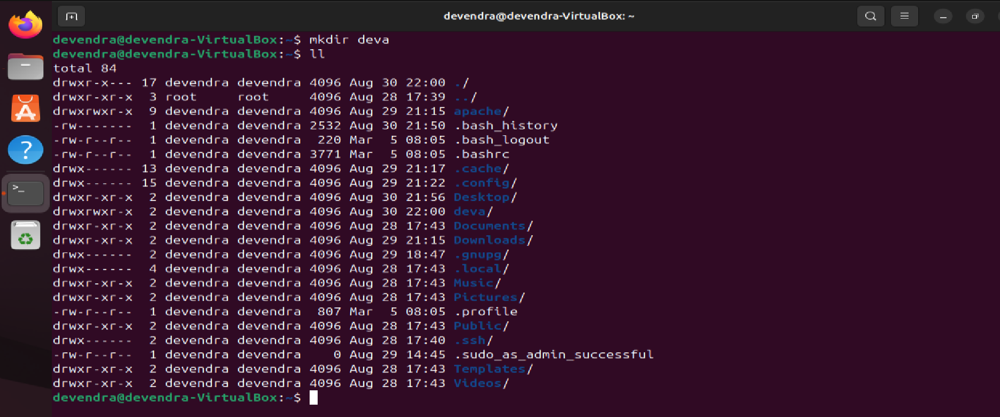 devendra@devendra-VirtualBox: ~
devendra@devendra-VirtualBox:~$ mkdir deva
devendra@devendra-VirtualBox:~$ ll
total 84
drwxr-x--- 17 devendra devendra 4096 Aug 30 22:00 ./
drwxr-xr-x  3 root     root     4096 Aug 28 17:39 ../
drwxrwxr-x  9 devendra devendra 4096 Aug 29 21:15 apache/
-rw-------  1 devendra devendra 2532 Aug 30 21:50 .bash_history
-rw-r--r--  1 devendra devendra  220 Mar  5 08:05 .bash_logout
-rw-r--r--  1 devendra devendra 3771 Mar  5 08:05 .bashrc
drwx------ 13 devendra devendra 4096 Aug 29 21:17 .cache/
drwx------ 15 devendra devendra 4096 Aug 29 21:22 .config/
drwxr-xr-x  2 devendra devendra 4096 Aug 30 21:56 Desktop/
drwxrwxr-x  2 devendra devendra 4096 Aug 30 22:00 deva/
drwxr-xr-x  2 devendra devendra 4096 Aug 28 17:43 Documents/
drwxr-xr-x  2 devendra devendra 4096 Aug 29 21:15 Downloads/
drwx------  2 devendra devendra 4096 Aug 29 18:47 .gnupg/
drwx------  4 devendra devendra 4096 Aug 28 17:43 .local/
drwxr-xr-x  2 devendra devendra 4096 Aug 28 17:43 Music/
drwxr-xr-x  2 devendra devendra 4096 Aug 28 17:43 Pictures/
-rw-r--r--  1 devendra devendra  807 Mar  5 08:05 .profile
drwxr-xr-x  2 devendra devendra 4096 Aug 28 17:43 Public/
drwx------  2 devendra devendra 4096 Aug 28 17:40 .ssh/
-rw-r--r--  1 devendra devendra    0 Aug 29 14:45 .sudo_as_admin_successful
drwxr-xr-x  2 devendra devendra 4096 Aug 28 17:43 Templates/
drwxr-xr-x  2 devendra devendra 4096 Aug 28 17:43 Videos/
devendra@devendra-VirtualBox:~$